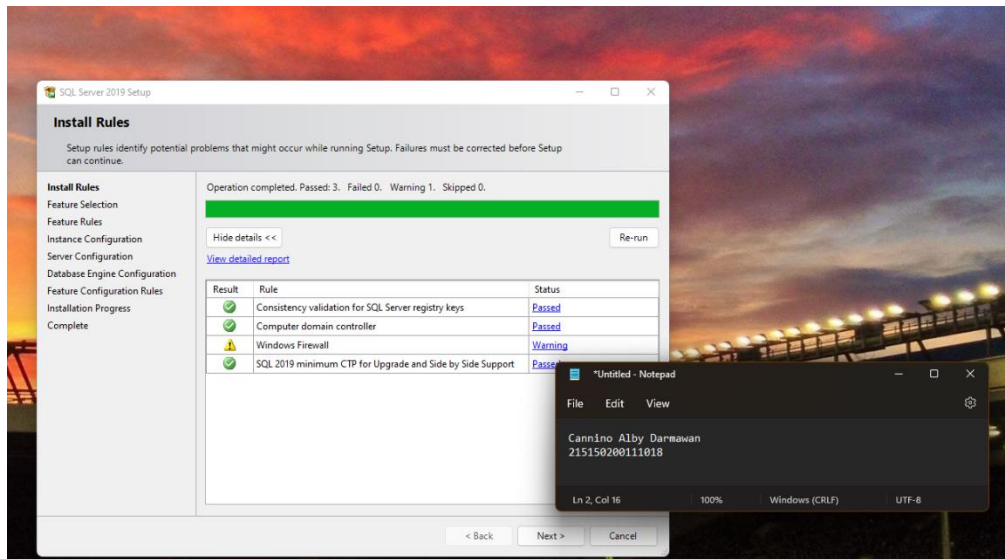 SQL Server 2019 Setup
Install Rules
Setup rules identify potential problems that might occur while running Setup. Failures must be corrected before Setup
can continue.
Install Rules
Feature Selection
Feature Rules
Instance Configuration
Server Configuration
Database Engine Configuration
Feature Configuration Rules
Installation Progress
Complete
Operation completed. Passed: 3. Failed 0. Warning 1. Skipped 0.
Hide details <<
Re-run
View detailed report
Result Rule Status
Consistency validation for SQL Server registry keys Passed
Computer domain controller Passed
Windows Firewall Warning
SQL 2019 minimum CTP for Upgrade and Side by Side Support Passe
< Back Next > Cancel
*Untitled - Notepad
File Edit View
Cannino Alby Darmawan
215150200111018
Ln 2, Col 16 100% Windows (CRLF) UTF-8